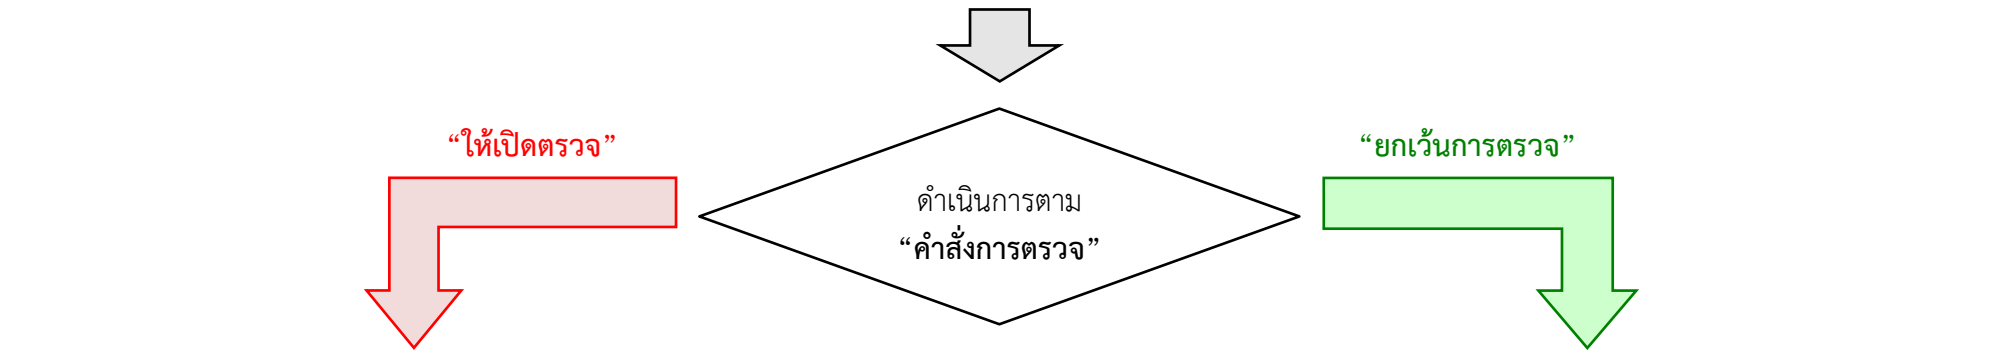 “ให้เปิดตรวจ”
“ยกเว้นการตรวจ”
ดำเนินการตาม
“คำสั่งการตรวจ”